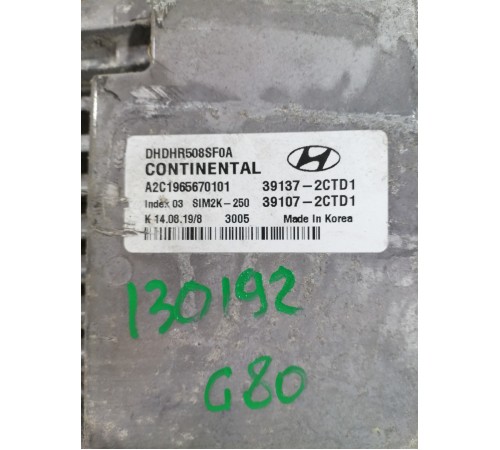 DHDHR508SF0A
CONTINENTAL
A2C1965670101 39137-2CTD1
Index 03 SIM2K-250 39107-2CTD1
K 14.08.19/8 3005 Made in Korea
130192
G80